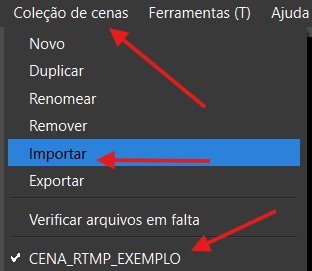 Coleção de cenas Ferramentas (T) Ajuda
Novo
Duplicar
Renomear
Remover
Importar
Exportar
Verificar arquivos em falta
✓ CENA_RTMP_EXEMPLO